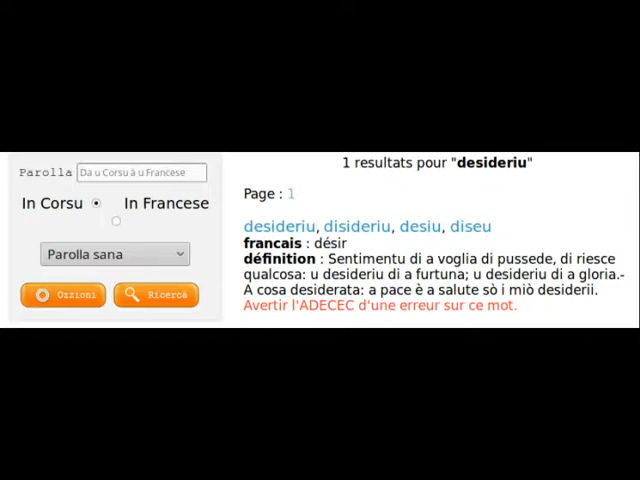 Parolla Da u Corsu à u Francese
In Corsu In Francese
Parolla sana
Ozzioni Ricercà
1 resultats pour "desideriu"
Page : 1
desideriu, disideriu, desiu, diseu
francais : désir
définition : Sentimentu di a voglia di pussede, di riesce
qualcosa: u desideriu di a furtuna; u desideriu di a gloria.-
A cosa desiderata: a pace è a salute sò i miò desiderii.
Avertir l'ADECEC d'une erreur sur ce mot.